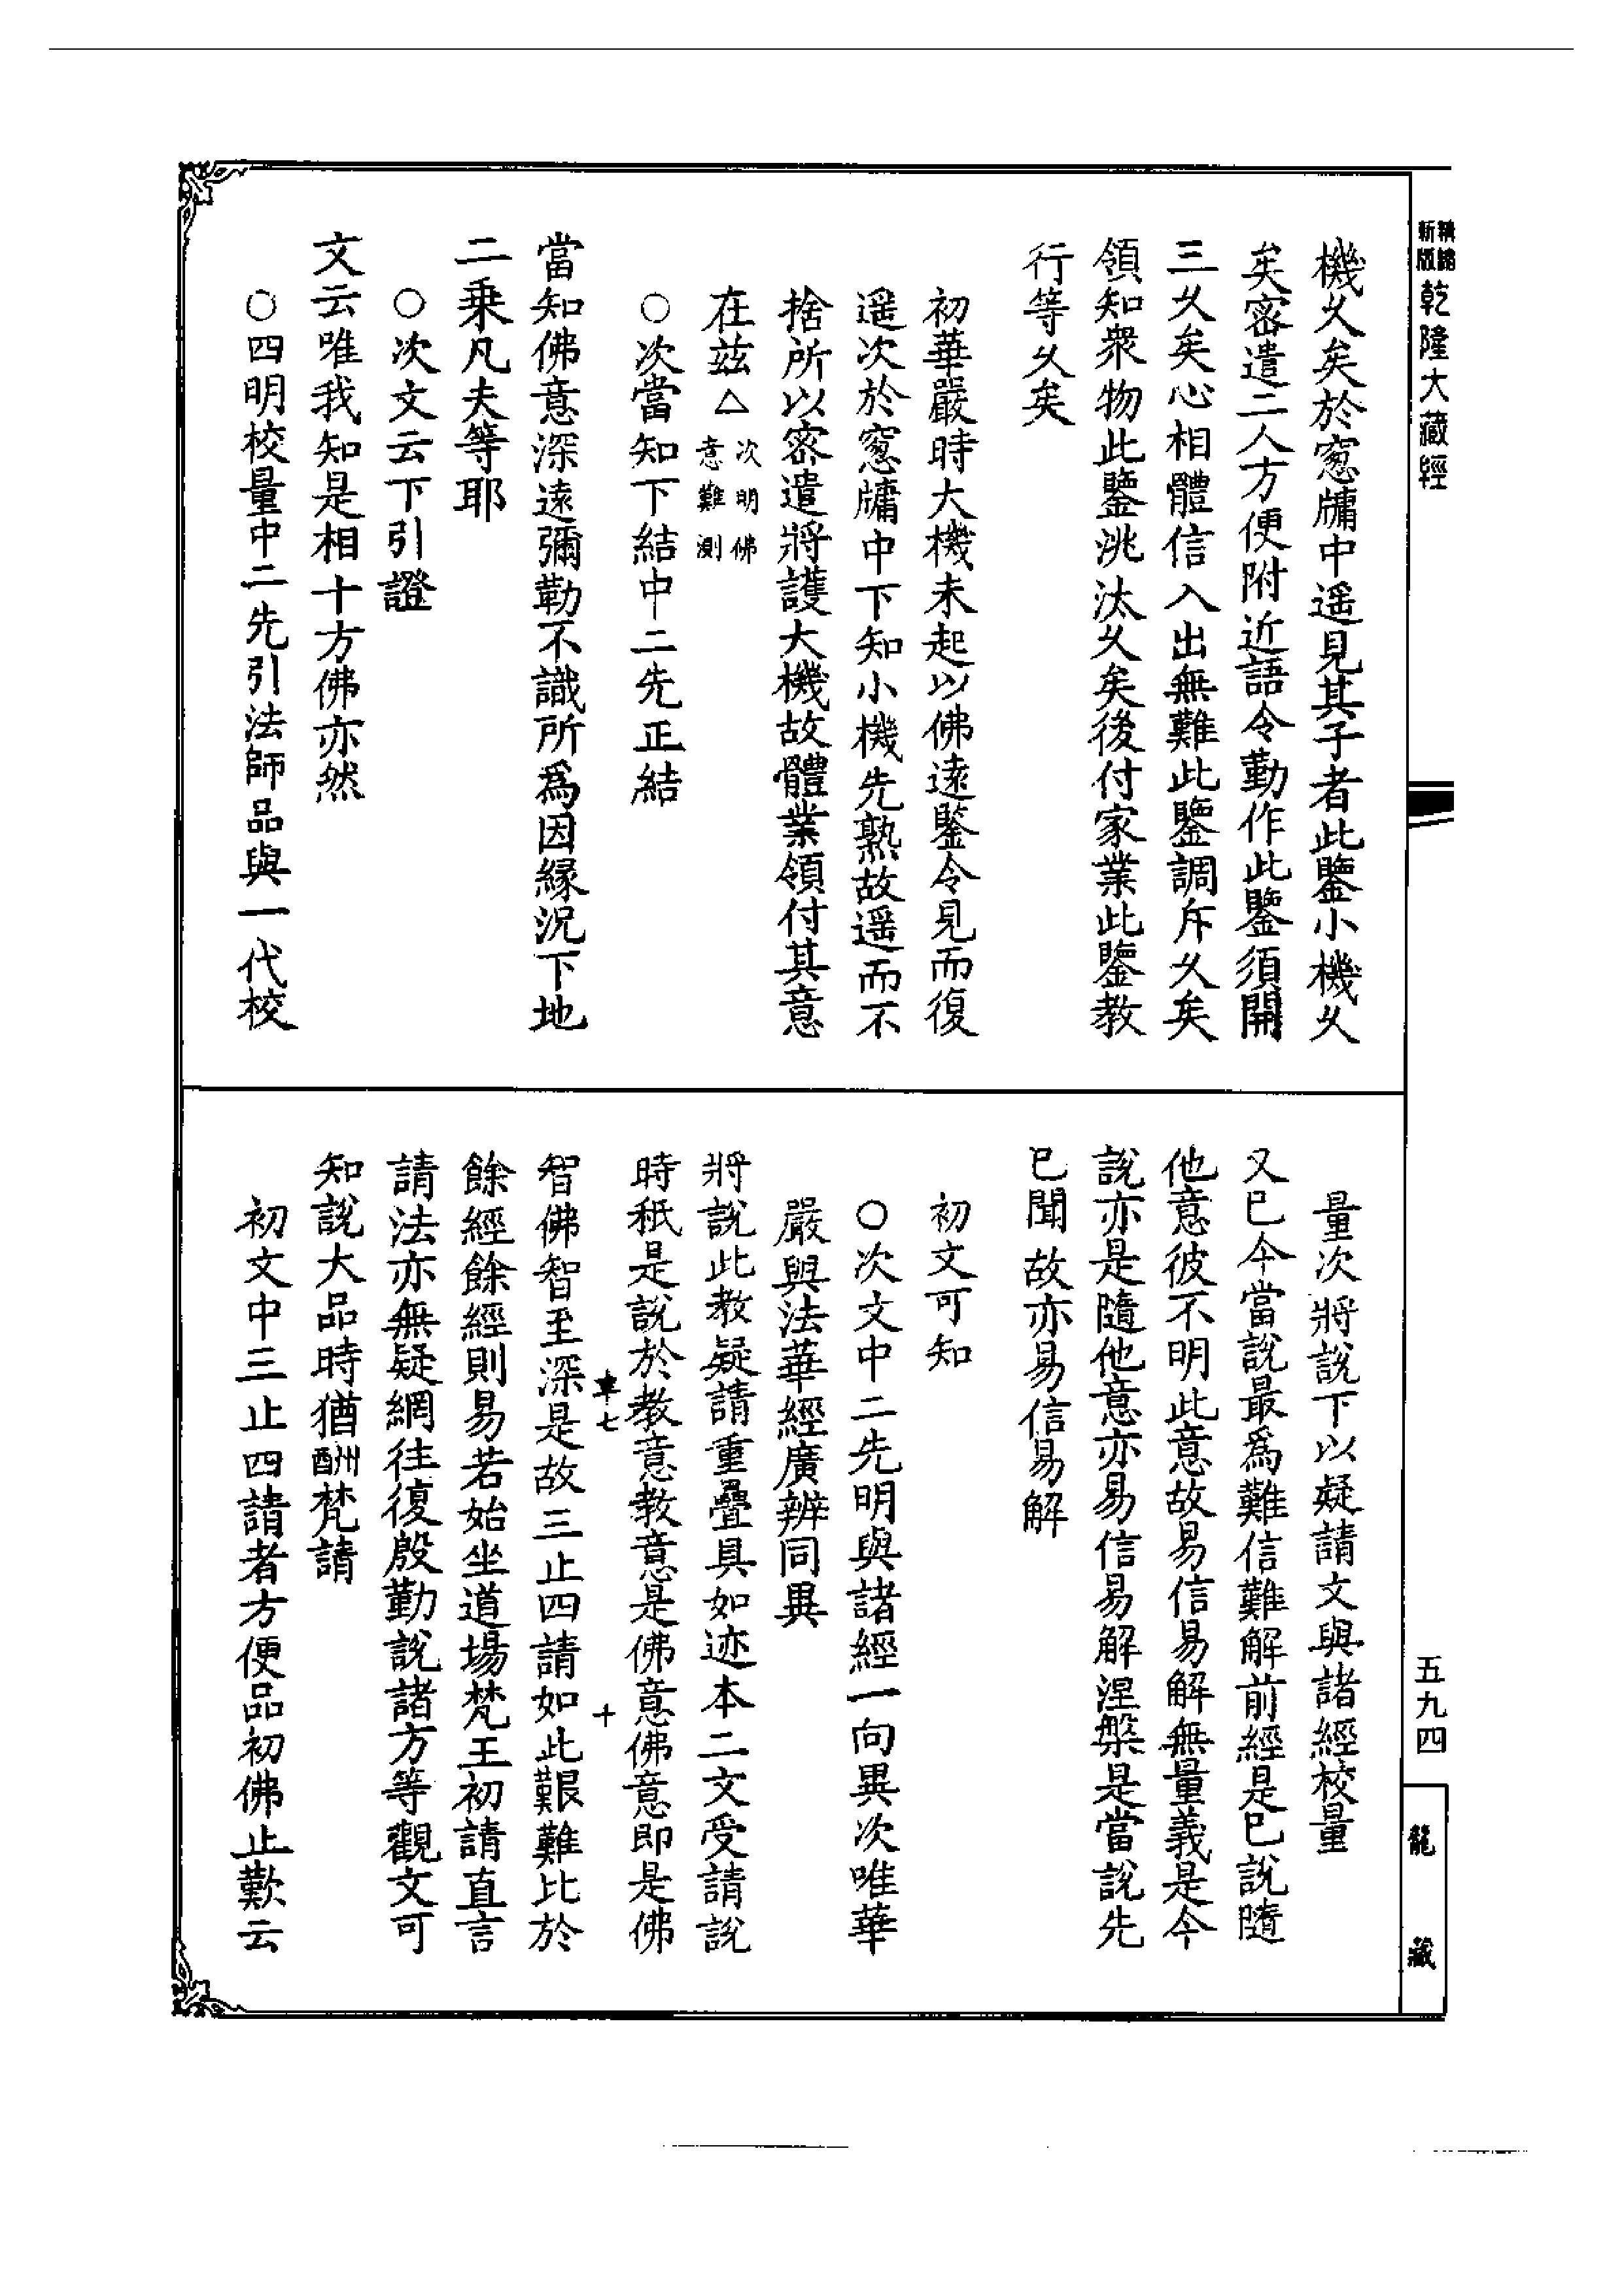 新版精縮乾隆大藏經
機久矣於窻牗中遥見其子者此鑒小機久
矣密遣二人方便附近語令勤作此鑒須開
三久矣心相體信入出無難此鑒調斥久矣
領知衆物此鑒洮汰久矣後付家業此鑒教
行等久矣
初華嚴時大機未起以佛遠鑒令見而復
遥次於窻牗中下知小機先熟故遥而不
捨所以密遣將護大機故體業領付其意
在兹△次明佛意難測
○次當知下結中二先正結
當知佛意深遠彌勒不識所爲因緣況下地
二乘凡夫等耶
○次文云下引證
文云唯我知是相十方佛亦然
○四明校量中二先引法師品與一代校
量次將説下以疑請文與諸經校量
又巳今當説最爲難信難解前經是巳説隨
他意彼不明此意故易信易解無量義是今
説亦是隨他意亦易信易解涅槃是當説先
巳聞故亦易信易解
初文可知
○次文中二先明與諸經一向異次唯華
嚴與法華經廣辨同異
將説此教疑請重疊具如迹本二文受請説
時秖是説於教意教意是佛意佛意即是佛
智佛智至深是故三止四請如此艱難比於
餘經餘經則易若始坐道場梵王初請直言
請法亦無疑網往復殷勤説諸方等觀文可
知説大品時猶酬梵請
初文中三止四請者方便品初佛止歎云
七
十
五九四
龍藏